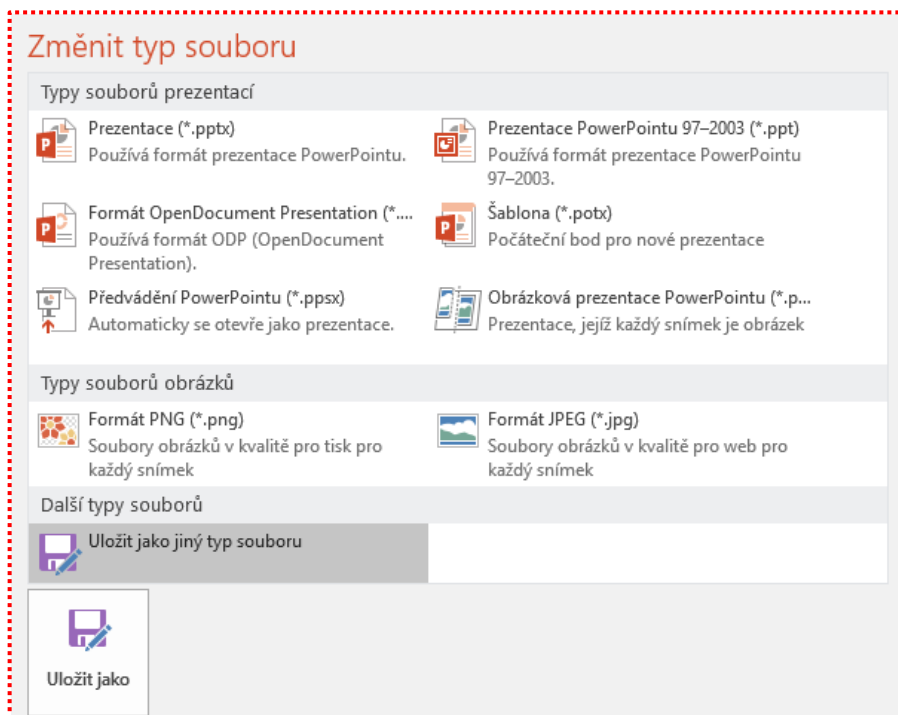 Změnit typ souboru
Typy souborů prezentací
Prezentace (*.pptx)
Používá formát prezentace PowerPointu.
Prezentace PowerPointu 97–2003 (*.ppt)
Používá formát prezentace PowerPointu
97–2003.
Formát OpenDocument Presentation (*....
Používá formát ODP (OpenDocument
Presentation).
Šablona (*.potx)
Počáteční bod pro nové prezentace
Předvádění PowerPointu (*.ppsx)
Automaticky se otevře jako prezentace.
Obrázková prezentace PowerPointu (*.p...
Prezentace, jejíž každý snímek je obrázek
Typy souborů obrázků
Formát PNG (*.png)
Soubory obrázků v kvalitě pro tisk pro
každý snímek
Formát JPEG (*.jpg)
Soubory obrázků v kvalitě pro web pro
každý snímek
Další typy souborů
Uložit jako jiný typ souboru
Uložit jako